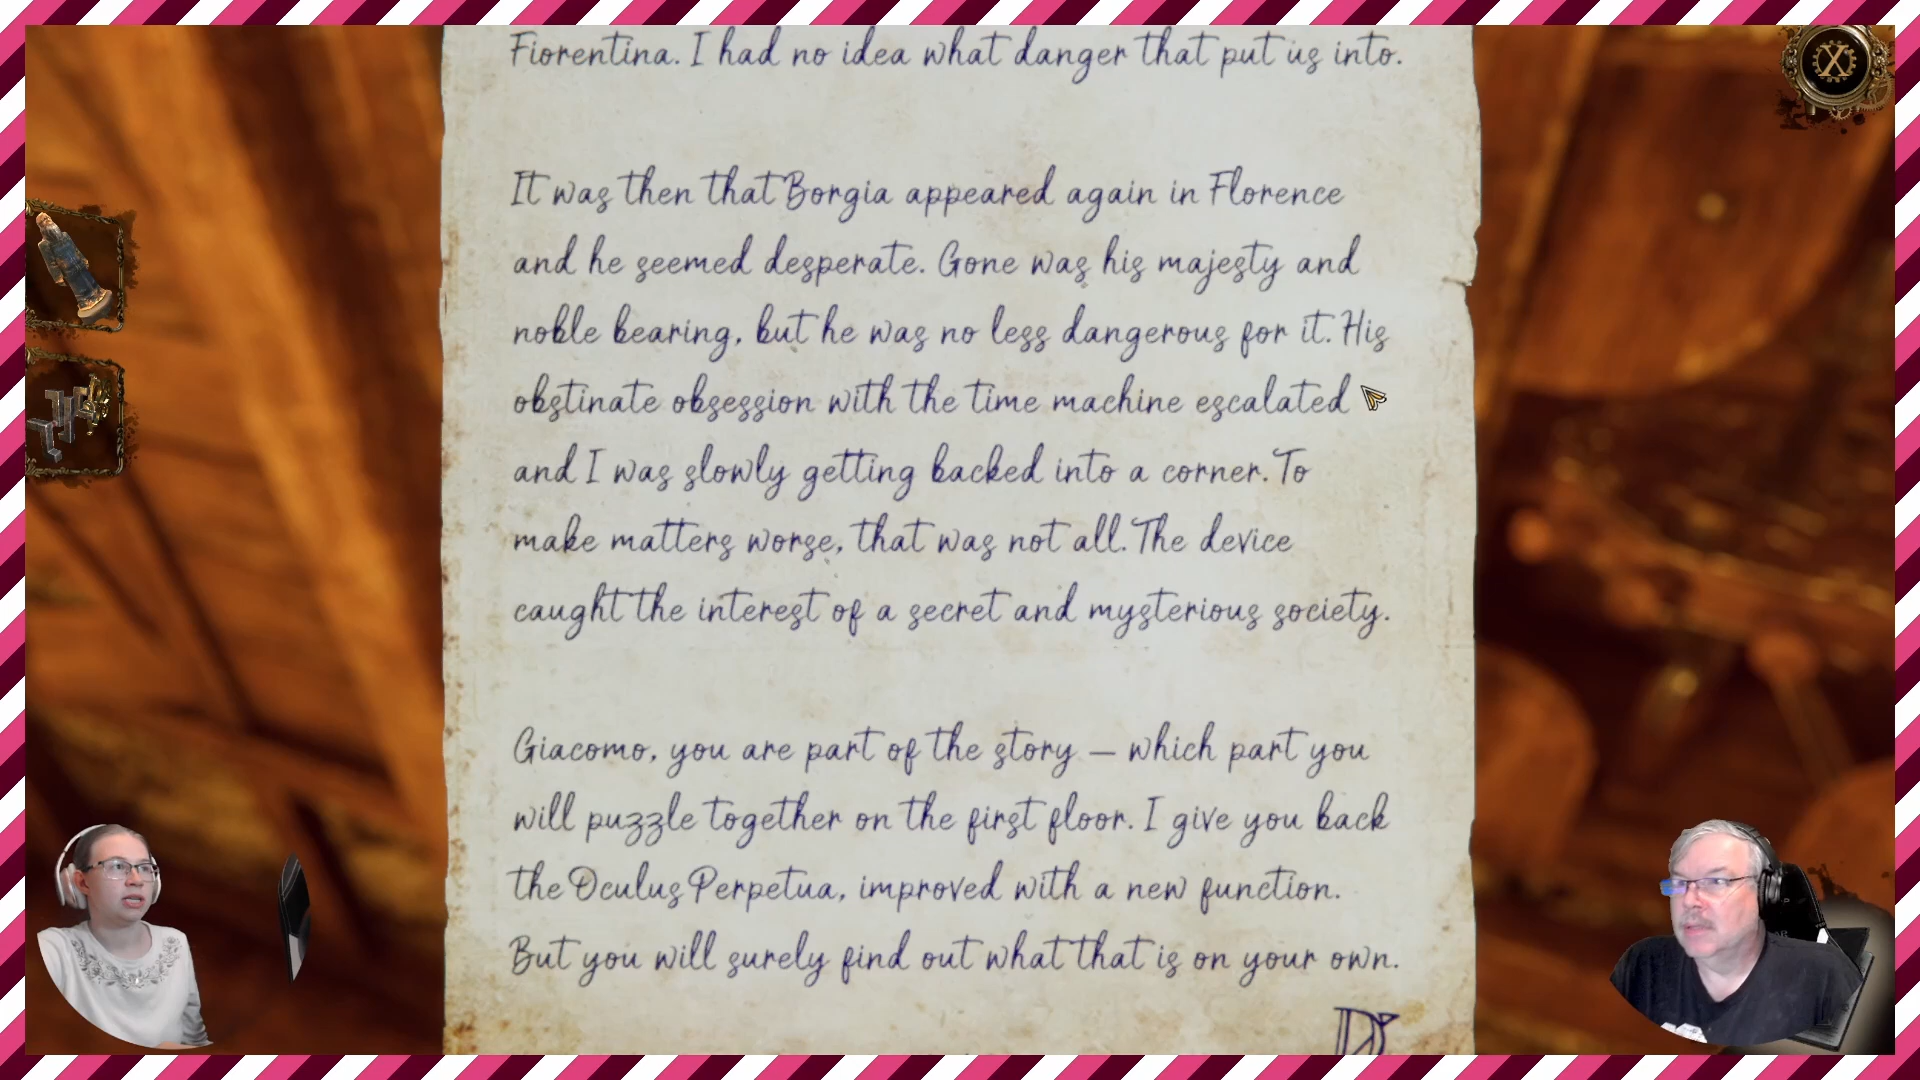 Fiorentina. I had no idea what danger that put us into.
It was then that Borgia appeared again in Florence
and he seemed desperate. Gone was his majesty and
noble bearing, but he was no less dangerous for it. His
obstinate obsession with the time machine escalated
and I was slowly getting backed into a corner. To
make matters worse, that was not all. The device
caught the interest of a secret and mysterious society.
Giacomo, you are part of the story — which part you
will puzzle together on the first floor. I give you back
the Oculus Perpetua, improved with a new function.
But you will surely find out what that is on your own.
X